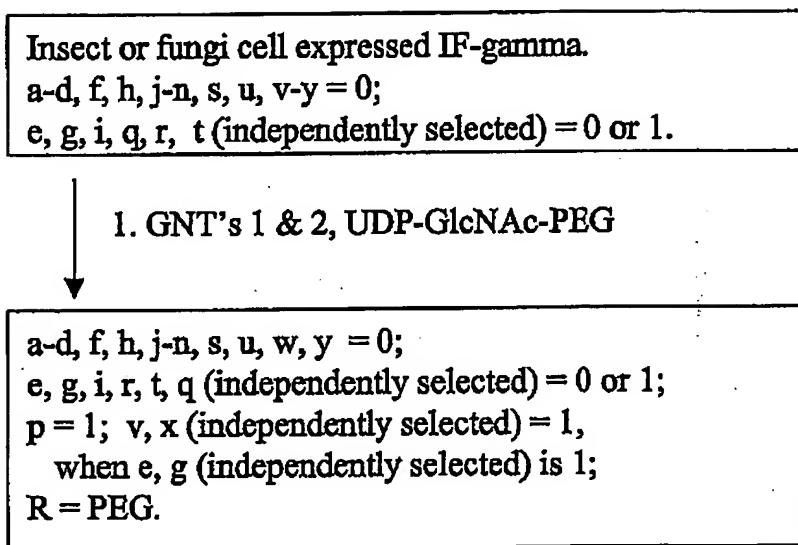 Insect or fungi cell expressed IF-gamma.
a-d, f, h, j-n, s, u, v-y = 0;
e, g, i, q, r, t (independently selected) = 0 or 1.
1. GNT's 1 & 2, UDP-GlcNAc-PEG
a-d, f, h, j-n, s, u, w, y = 0;
e, g, i, r, t, q (independently selected) = 0 or 1;
p = 1; v, x (independently selected) = 1,
when e, g (independently selected) is 1;
R = PEG.